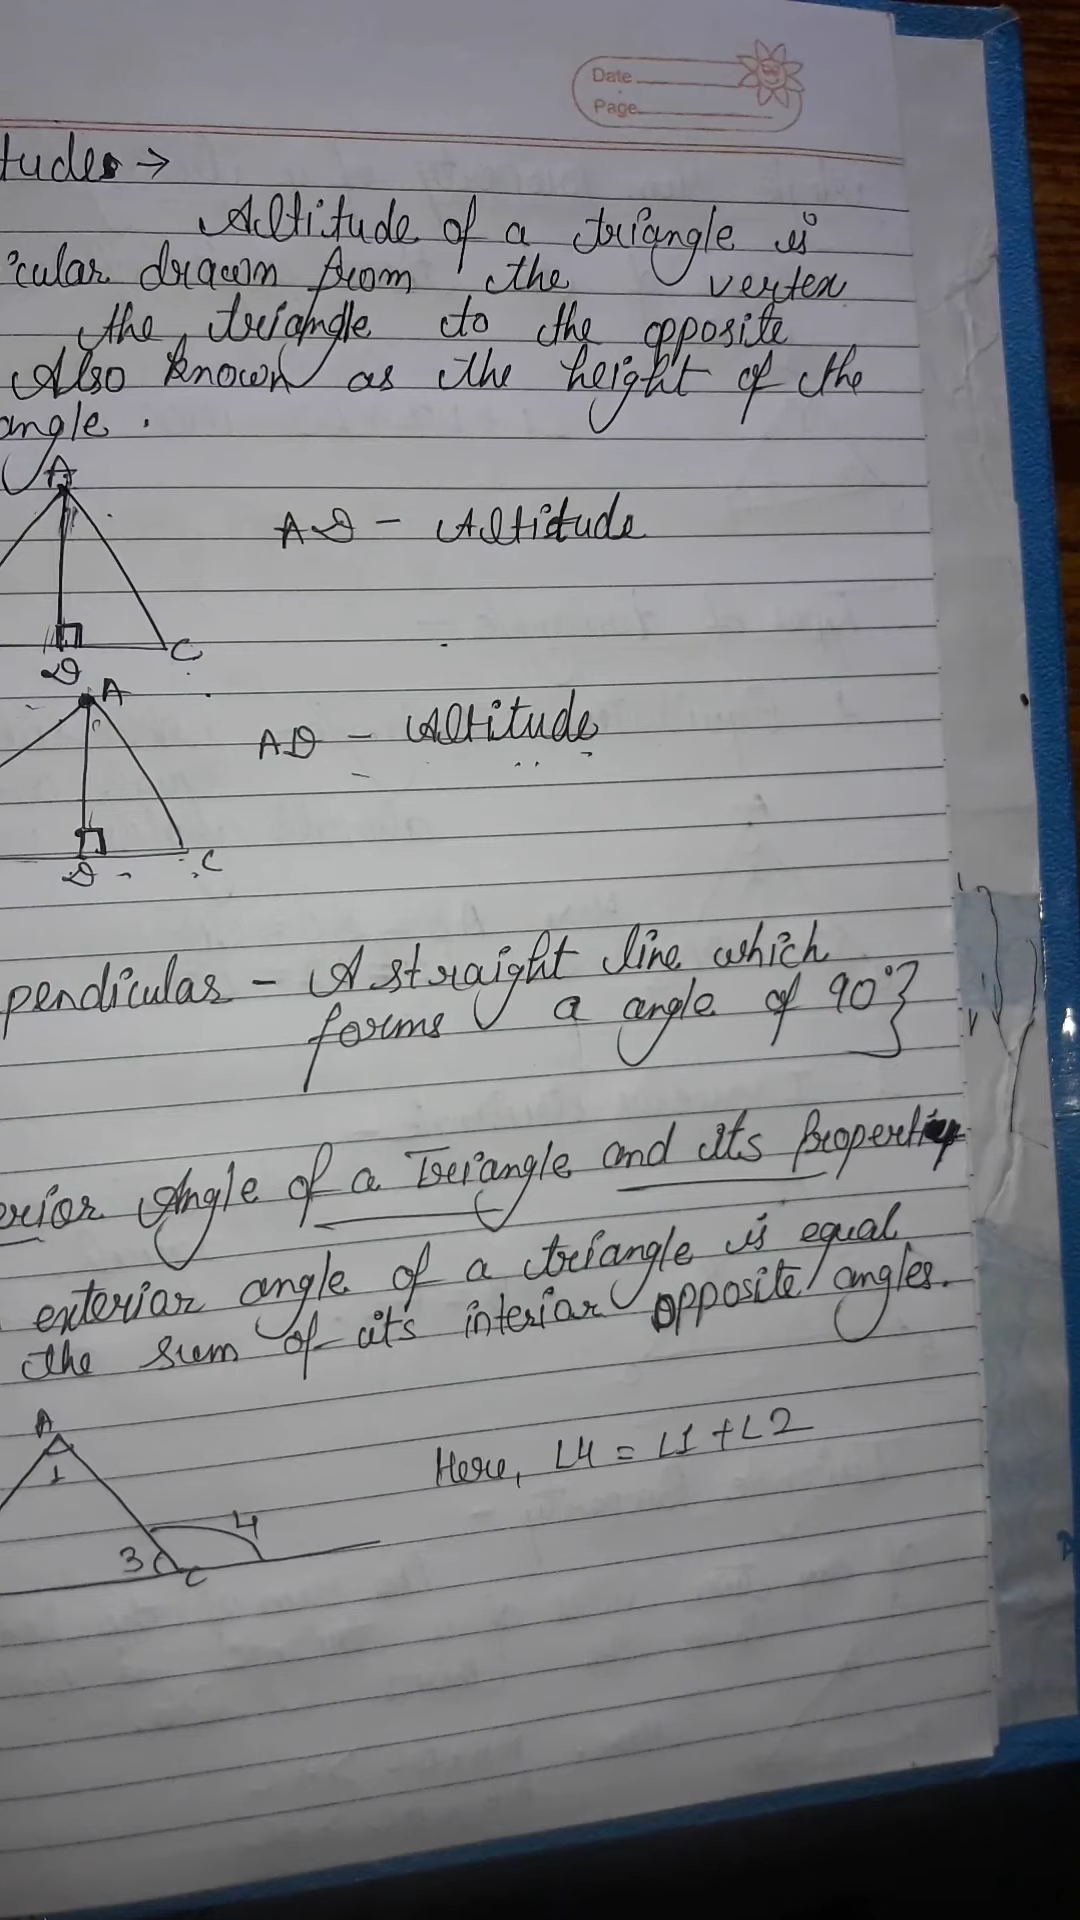 Date
Page
tudes →
Altitude of a triangle is
cular drawn from the vertex
the triangle to the opposite
Also known as the height of the
angle.
A
AD - Altitude
C
D
A
AD - Altitude
D C
pendicular - A straight line which
forms a angle of 90°}
erior Angle of a Triangle and its Property
exterior angle of a triangle is equal
the sum of its interior opposite angles.
A
1
Here, ∠4 = ∠1 + ∠2
4
3
C